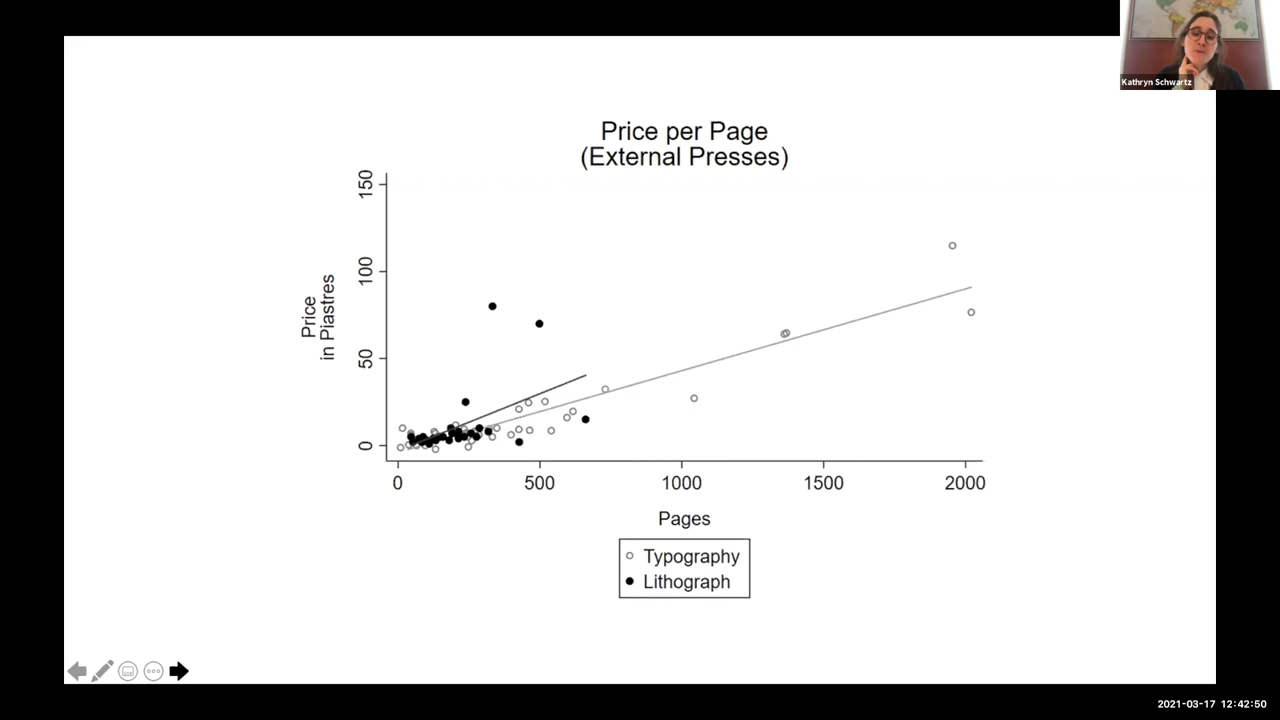 Kathryn Schwartz
Price per Page
(External Presses)
150
100
50
0
Price
in Piastres
0 500 1000 1500 2000
Pages
Typography
Lithograph
2021-03-17 12:42:50